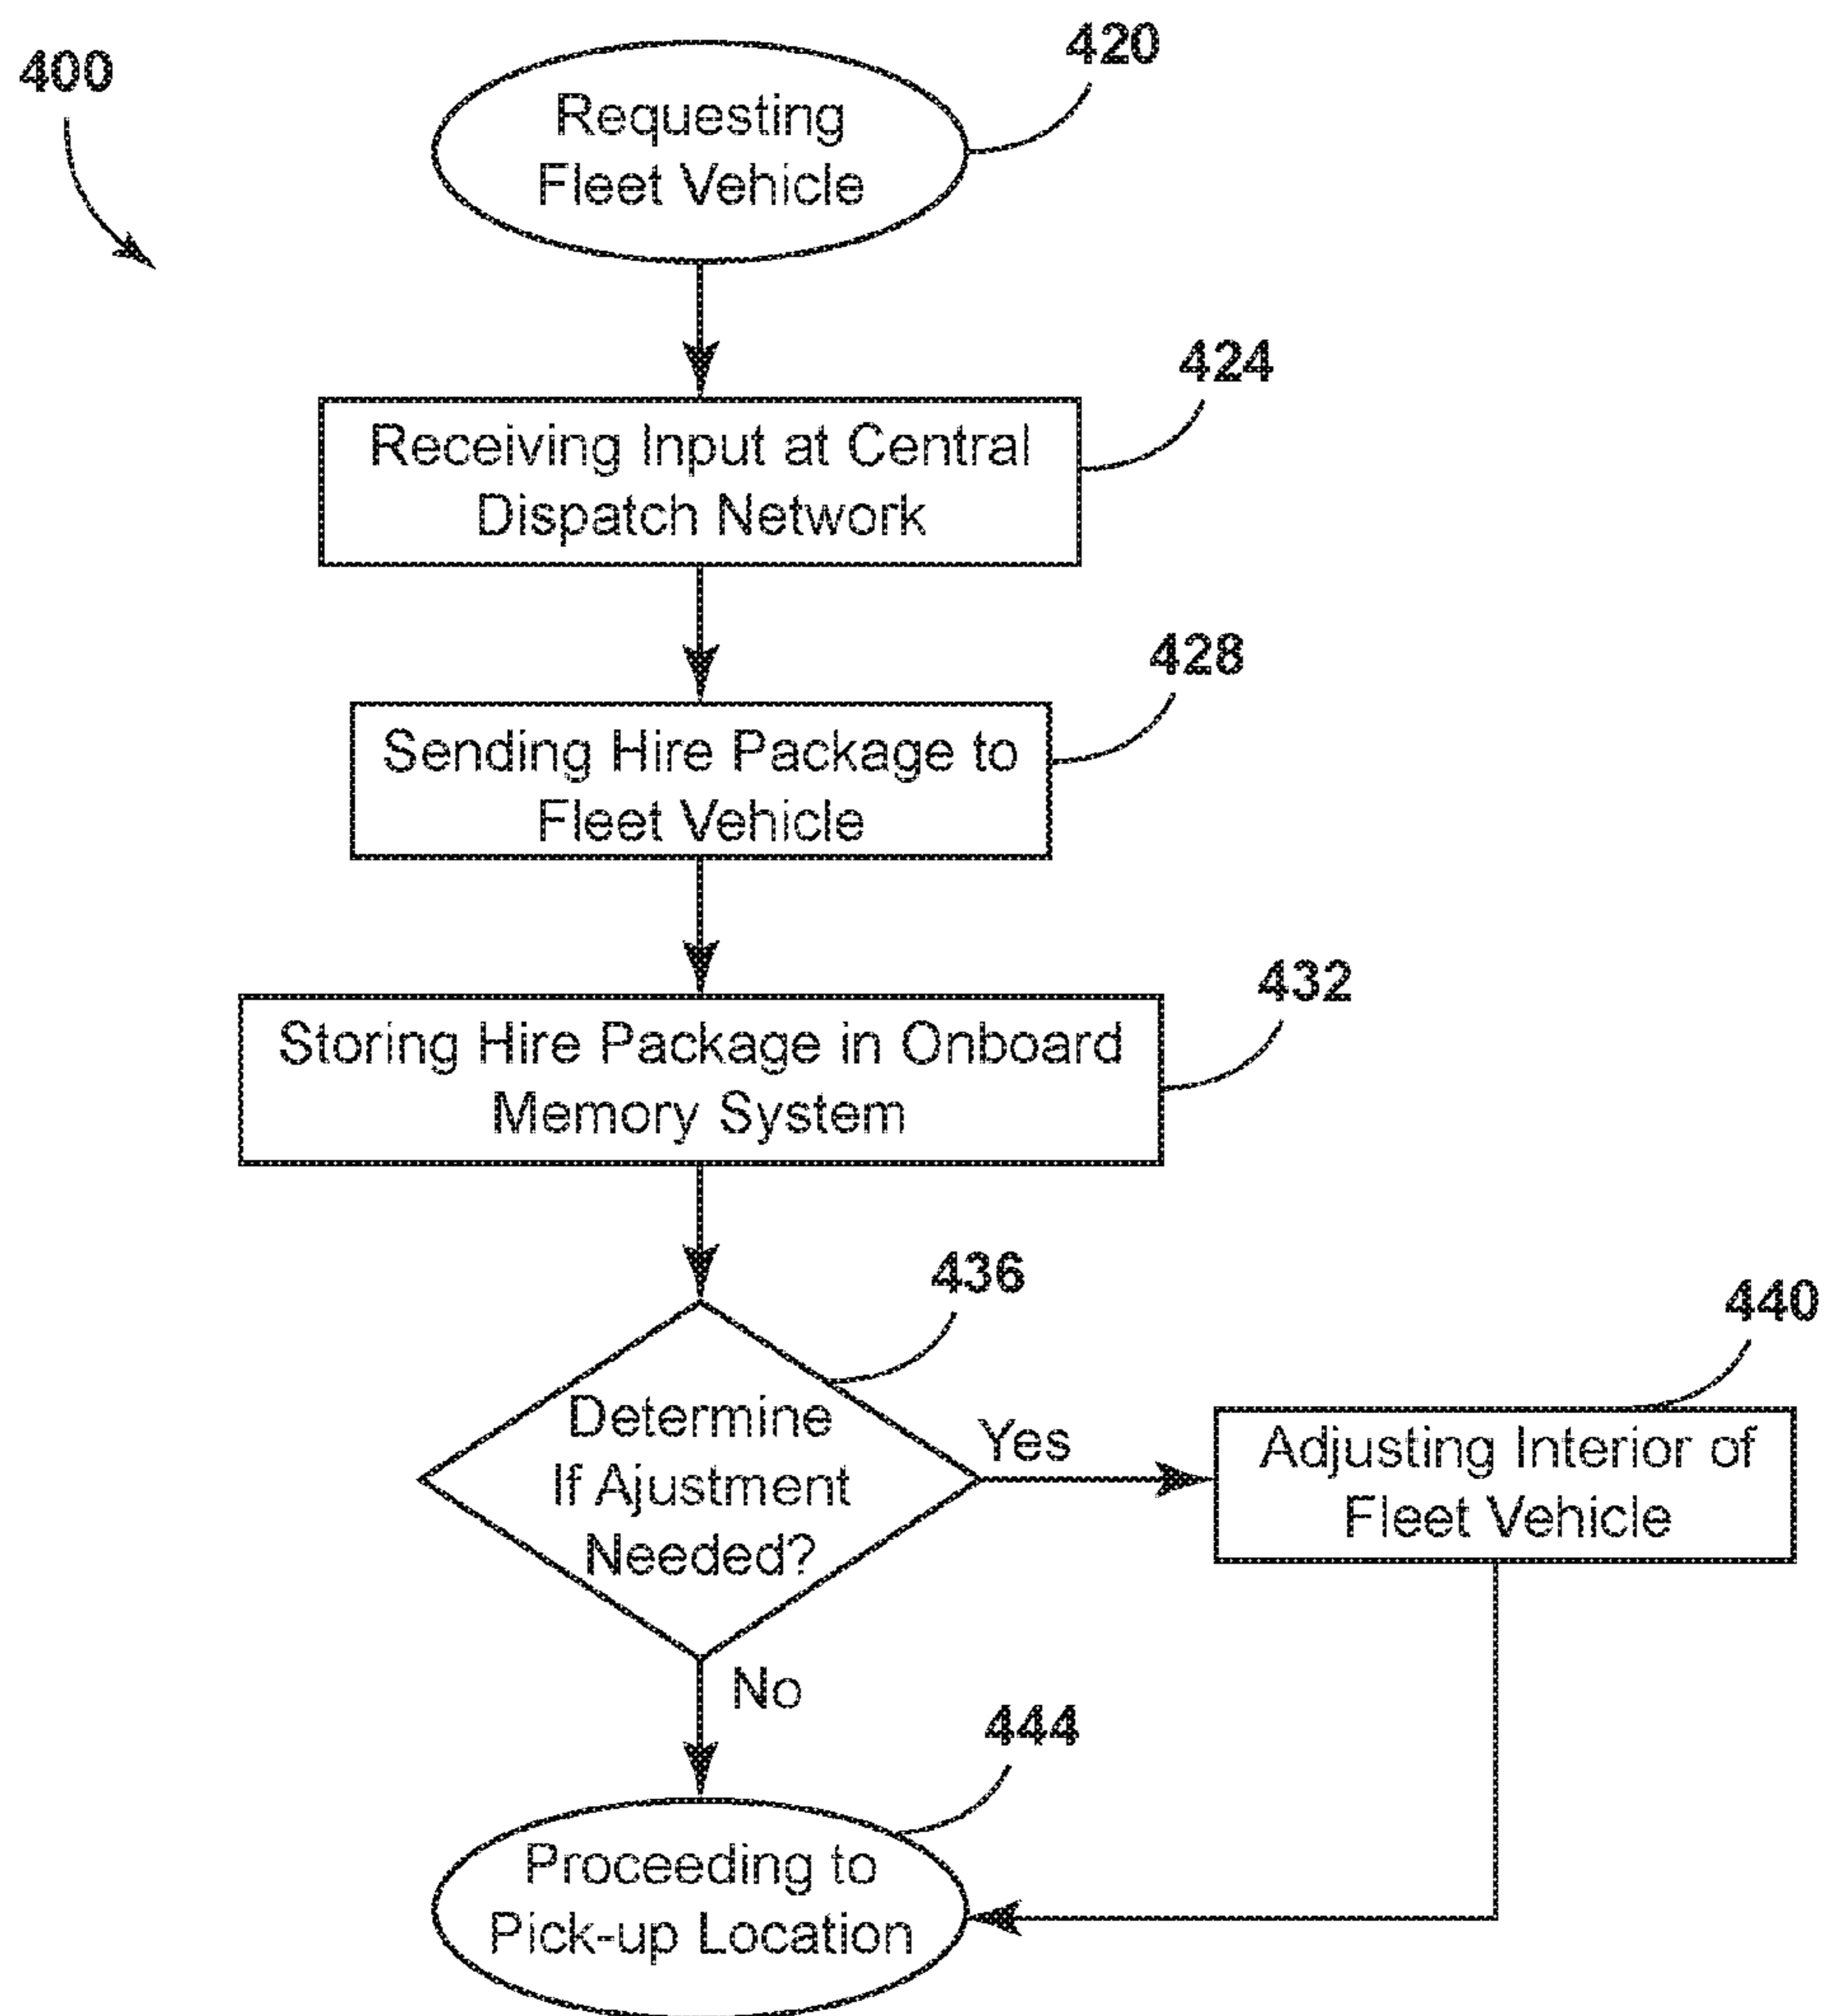 400
420
Requesting
Fleet Vehicle
424
Receiving Input at Central
Dispatch Network
428
Sending Hire Package to
Fleet Vehicle
432
Storing Hire Package in Onboard
Memory System
436
Determine
If Ajustment
Needed?
Yes
440
Adjusting Interior of
Fleet Vehicle
No
444
Proceeding to
Pick-up Location